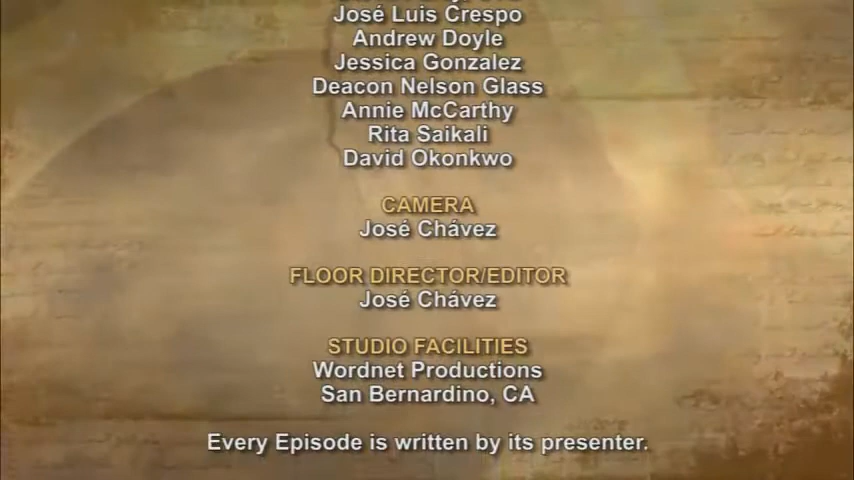 José Luis Crespo
Andrew Doyle
Jessica Gonzalez
Deacon Nelson Glass
Annie McCarthy
Rita Saikali
David Okonkwo
CAMERA
José Chávez
FLOOR DIRECTOR/EDITOR
José Chávez
STUDIO FACILITIES
Wordnet Productions
San Bernardino, CA
Every Episode is written by its presenter.